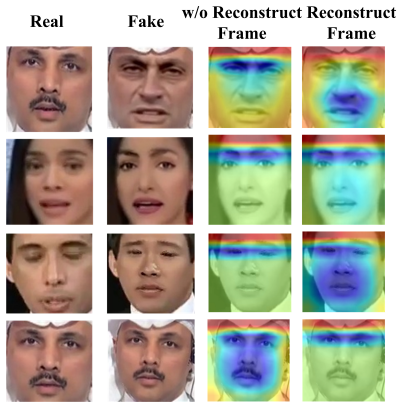 Real
Fake
w/o Reconstruct
Frame
Reconstruct
Frame